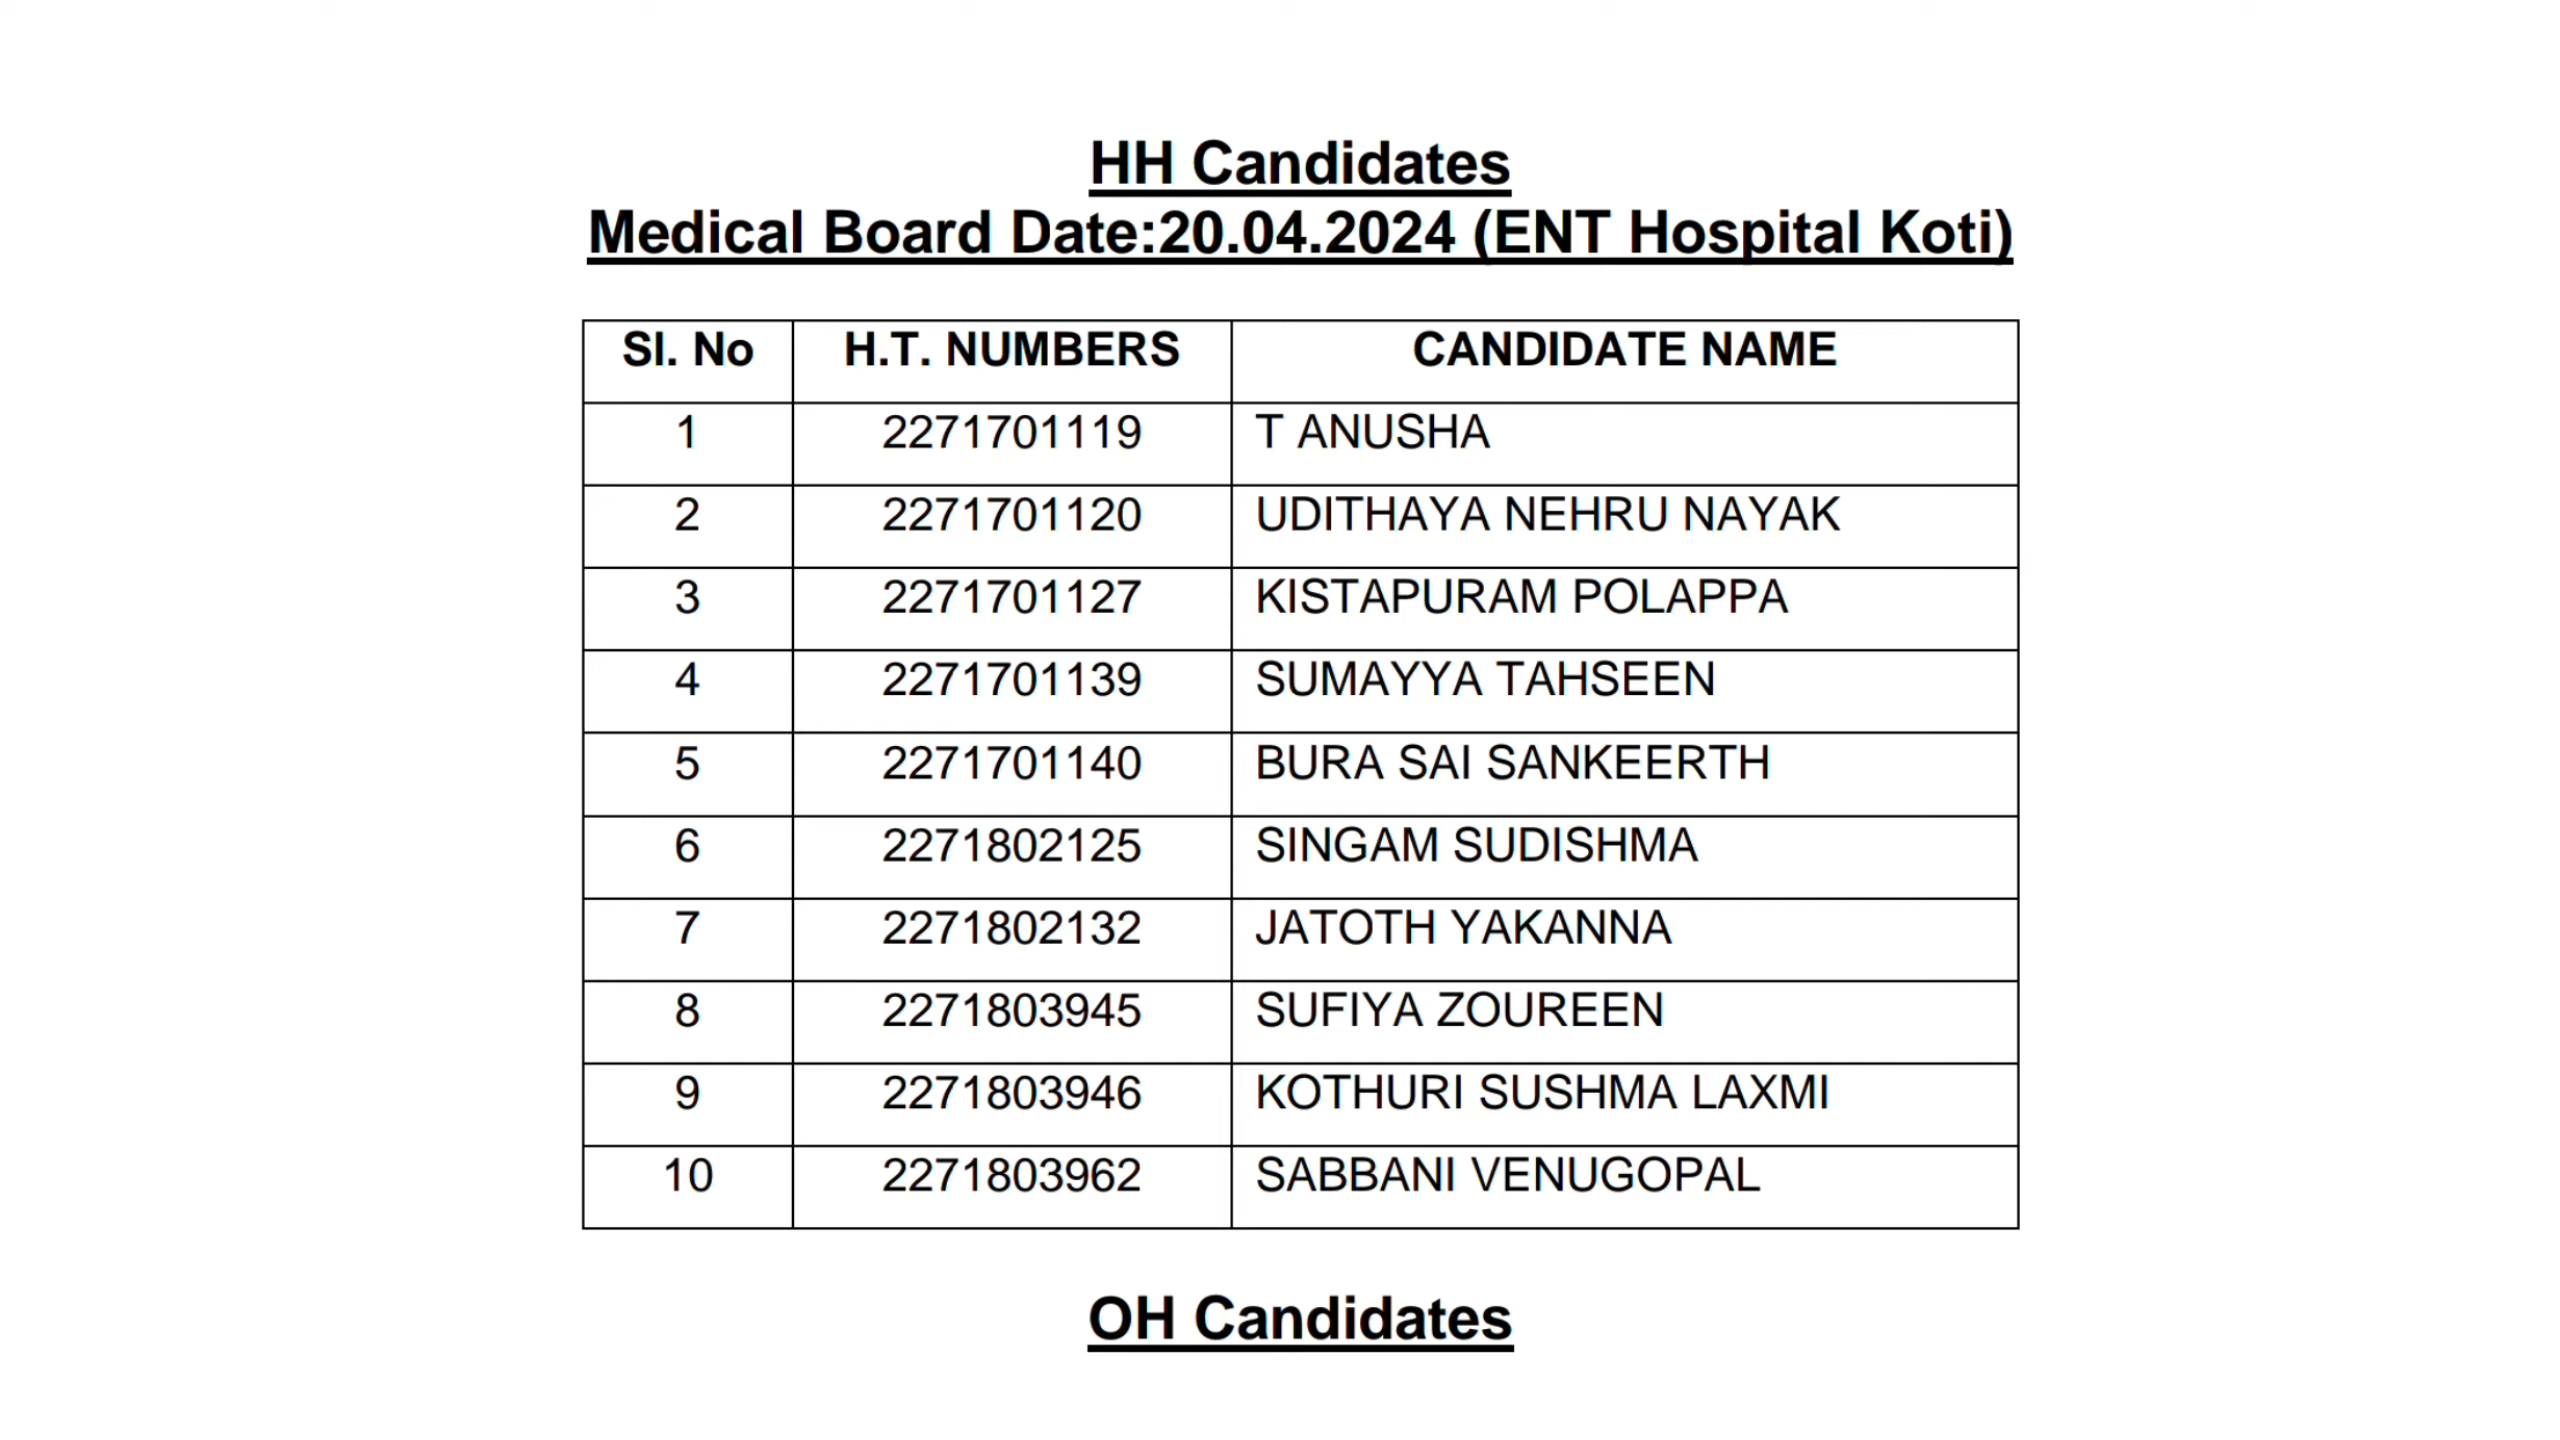 HH Candidates
Medical Board Date:20.04.2024 (ENT Hospital Koti)
Sl. No H.T. NUMBERS CANDIDATE NAME
1 2271701119 T ANUSHA
2 2271701120 UDITHAYA NEHRU NAYAK
3 2271701127 KISTAPURAM POLAPPA
4 2271701139 SUMAYYA TAHSEEN
5 2271701140 BURA SAI SANKEERTH
6 2271802125 SINGAM SUDISHMA
7 2271802132 JATOTH YAKANNA
8 2271803945 SUFIYA ZOUREEN
9 2271803946 KOTHURI SUSHMA LAXMI
10 2271803962 SABBANI VENUGOPAL
OH Candidates